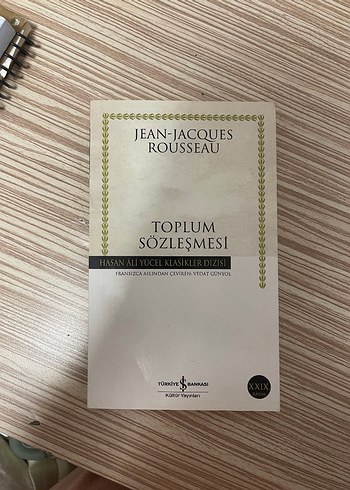 JEAN-JACQUES
ROUSSEAU
TOPLUM
SÖZLEŞMESİ
HASAN ÂLİ YÜCEL KLASİKLER DİZİSİ
FRANSIZCA ASLINDAN ÇEVİREN: VEDAT GÜNYOL
TÜRKİYE İŞ BANKASI
Kültür Yayınları
XXIX